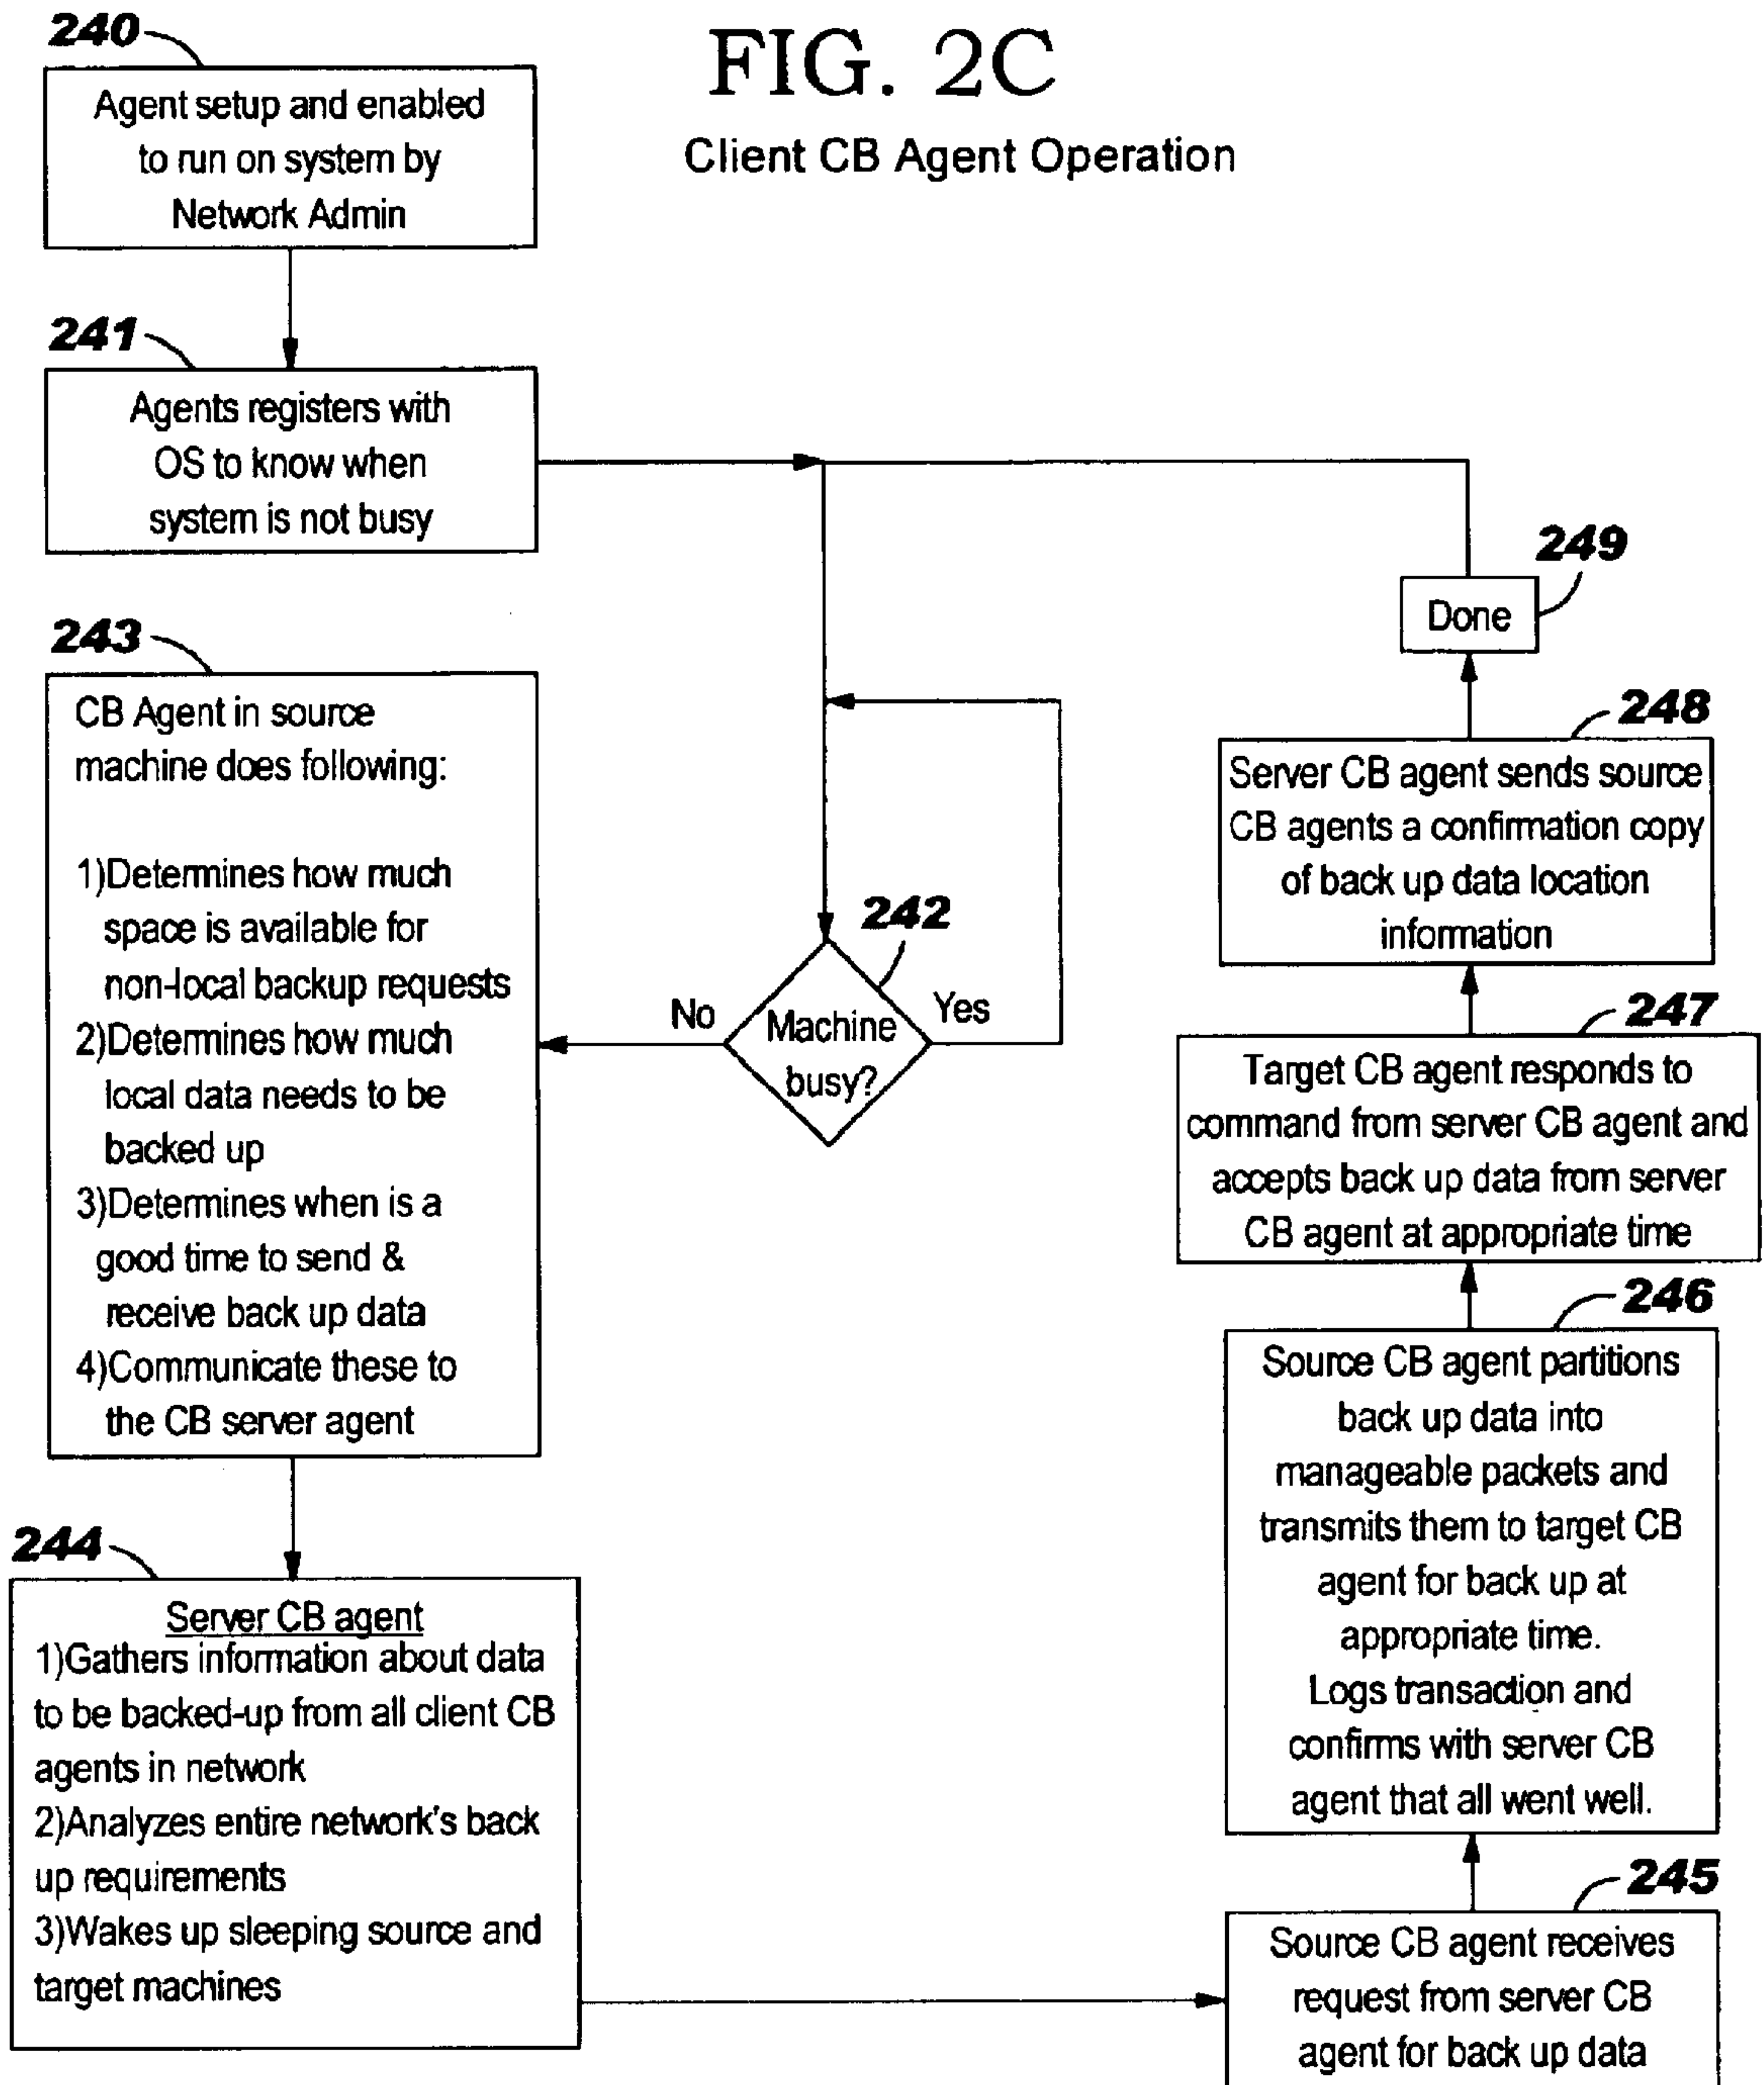 FIG. 2C
Client CB Agent Operation
240
Agent setup and enabled
to run on system by
Network Admin
241
Agents registers with
OS to know when
system is not busy
242
Machine
busy?
No
Yes
243
CB Agent in source
machine does following:
1)Determines how much
space is available for
non-local backup requests
2)Determines how much
local data needs to be
backed up
3)Determines when is a
good time to send &
receive back up data
4)Communicate these to
the CB server agent
244
Server CB agent
1)Gathers information about data
to be backed-up from all client CB
agents in network
2)Analyzes entire network's back
up requirements
3)Wakes up sleeping source and
target machines
245
Source CB agent receives
request from server CB
agent for back up data
246
Source CB agent partitions
back up data into
manageable packets and
transmits them to target CB
agent for back up at
appropriate time.
Logs transaction and
confirms with server CB
agent that all went well.
247
Target CB agent responds to
command from server CB agent and
accepts back up data from server
CB agent at appropriate time
248
Server CB agent sends source
CB agents a confirmation copy
of back up data location
information
249
Done